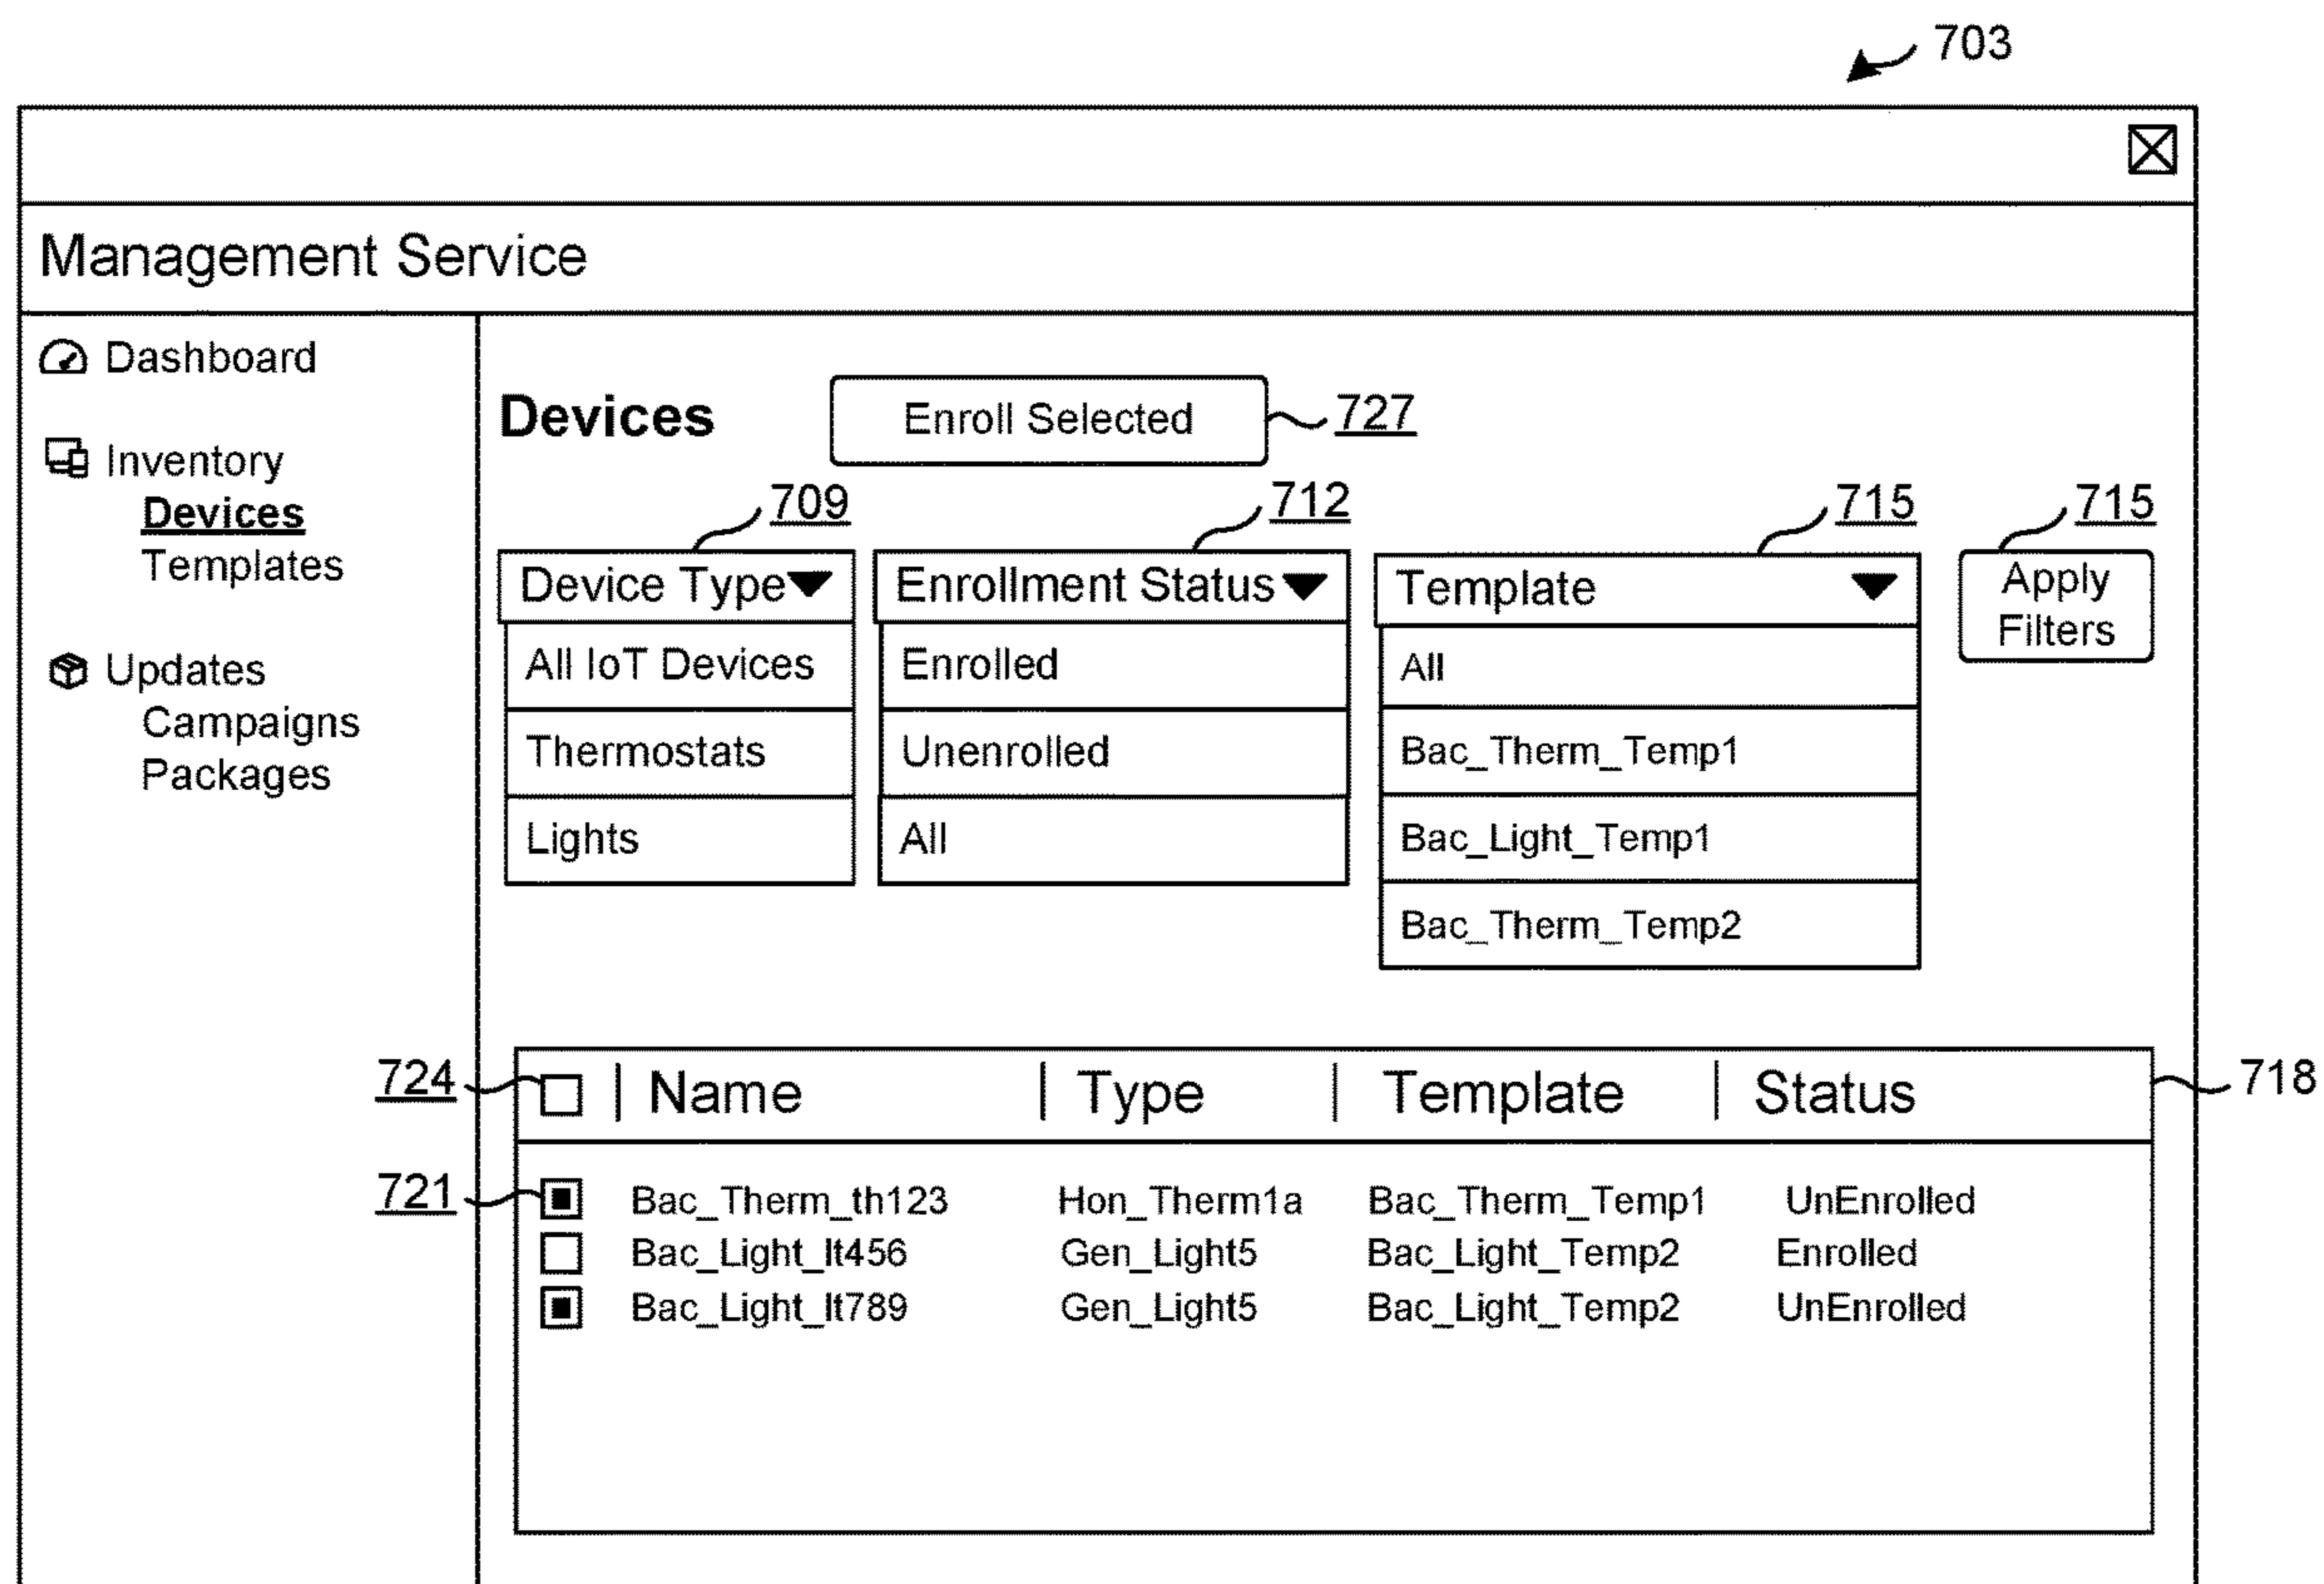 703
Management Service
Dashboard
Inventory
Devices
Templates
Updates
Campaigns
Packages
Devices
Enroll Selected
727
709
712
715
715
Device Type
All IoT Devices
Thermostats
Lights
Enrollment Status
Enrolled
Unenrolled
All
Template
All
Bac_Therm_Temp1
Bac_Light_Temp1
Bac_Therm_Temp2
Apply
Filters
724
| Name | Type | Template | Status
718
721
Bac_Therm_th123 Hon_Therm1a Bac_Therm_Temp1 UnEnrolled
Bac_Light_lt456 Gen_Light5 Bac_Light_Temp2 Enrolled
Bac_Light_lt789 Gen_Light5 Bac_Light_Temp2 UnEnrolled